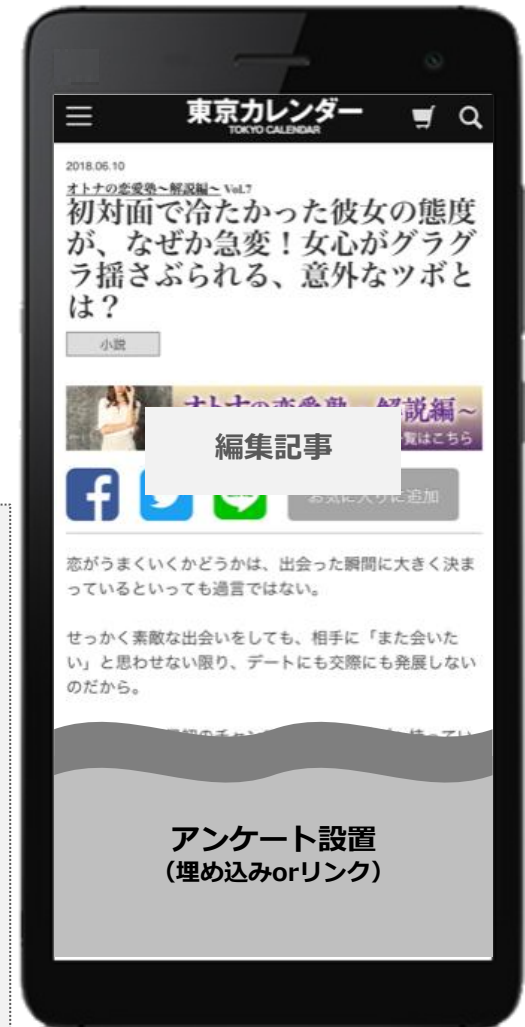 東京カレンダー
TOKYO CALENDAR
2018.06.10
オトナの恋愛塾~解説編~ Vol.7
初対面で冷たかった彼女の態度
が、なぜか急変！女心がグラグ
ラ揺さぶられる、意外なツボと
は？
小説
編集記事
覧はこちら
お気に入りに追加
恋がうまくいくかどうかは、出会った瞬間に大きく決ま
っているといっても過言ではない。
せっかく素敵な出会いをしても、相手に「また会いた
い」と思わせない限り、デートにも交際にも発展しない
のだから。
アンケート設置
（埋め込みorリンク）